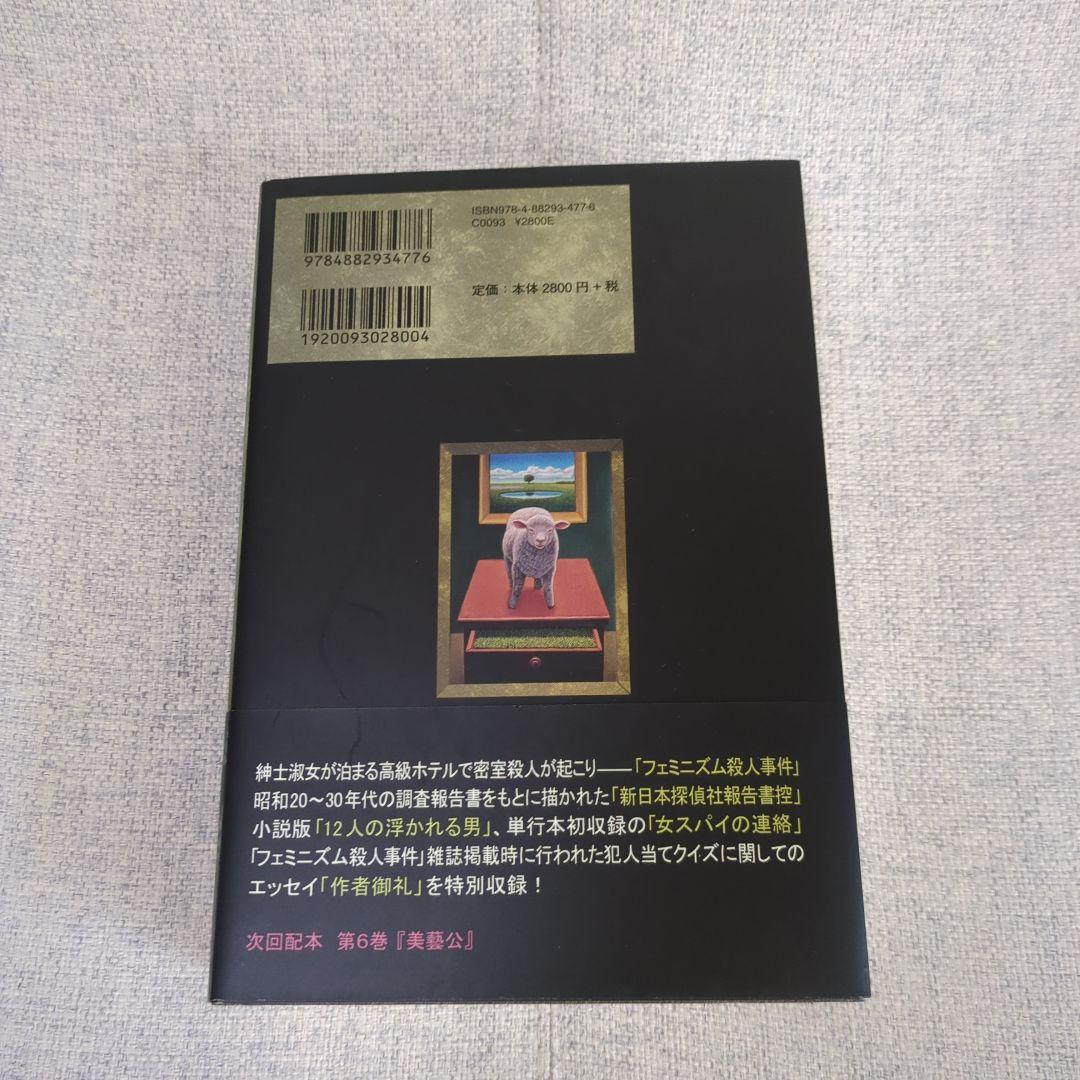 ISBN978-4-88293-477-6
C0093 ¥2800E
9784882934776
定価：本体2800円+税
1920093028004
紳士淑女が泊まる高級ホテルで密室殺人が起こり――「フェミニズム殺人事件」
昭和20～30年代の調査報告書をもとに描かれた「新日本探偵社報告書控」
小説版「12人の浮かれる男」、単行本初収録の「女スパイの連絡」
「フェミニズム殺人事件」雑誌掲載時に行われた犯人当てクイズに関しての
エッセイ「作者御礼」を特別収録！
次回配本 第6巻『美藝公』